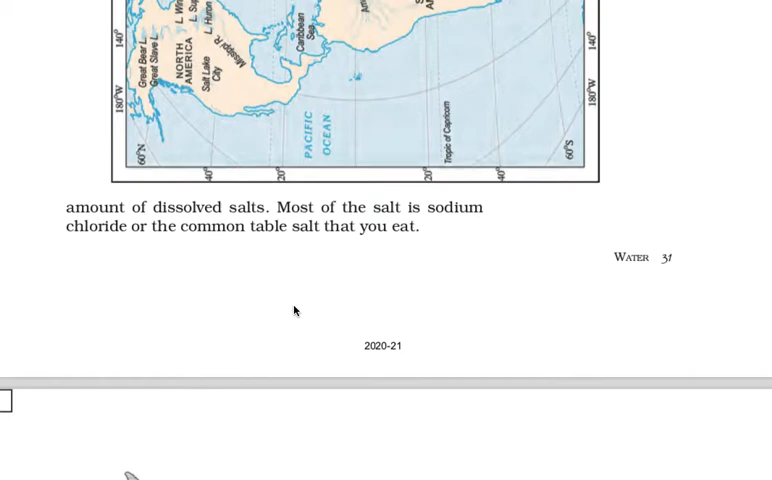 140°
180°W
Great Bear L.
Great Slave L.
NORTH
AMERICA
Salt Lake
City
L. Huron
Mississipi R.
Caribbean
Sea
PACIFIC
OCEAN
Tropic of Capricorn
60°N
40°
20°
20°
40°
60°S
140°
180°W
amount of dissolved salts. Most of the salt is sodium
chloride or the common table salt that you eat.
WATER 31
2020-21